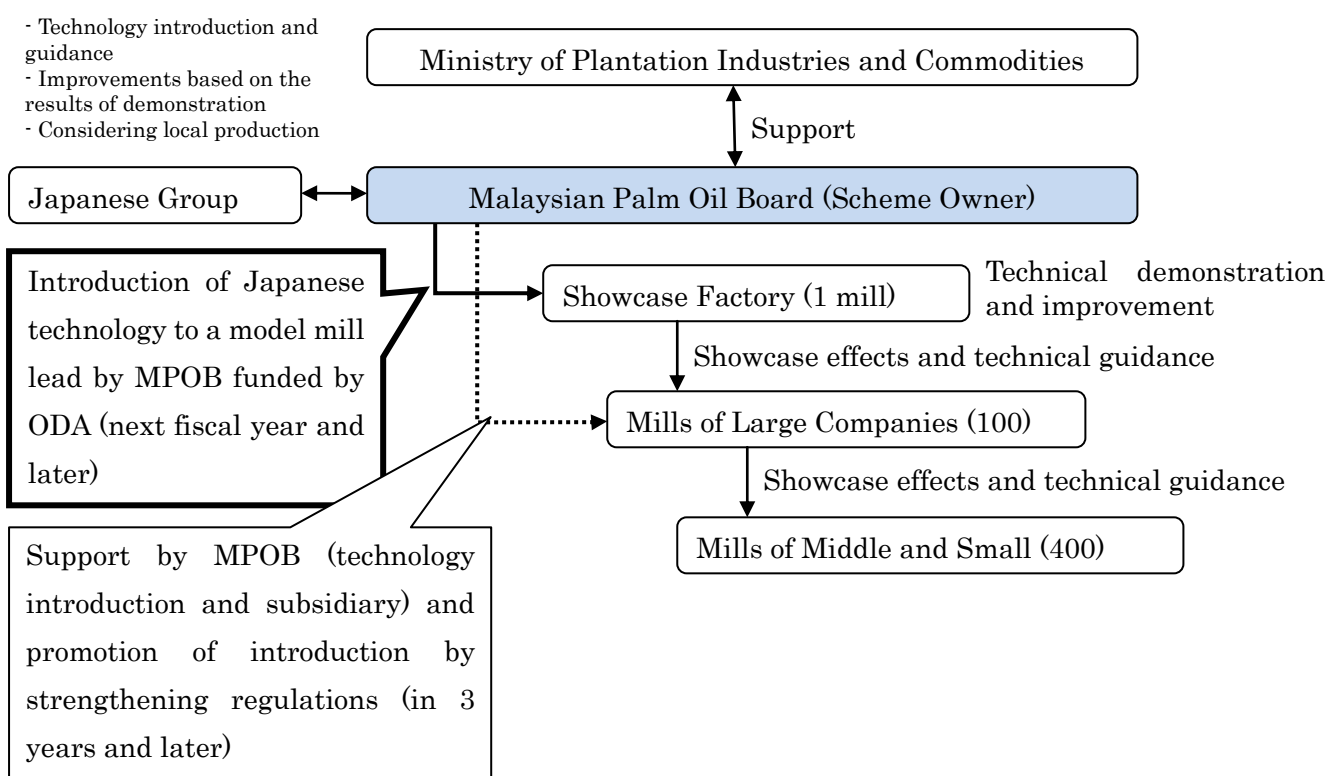 - Technology introduction and
guidance
- Improvements based on the
results of demonstration
- Considering local production
Ministry of Plantation Industries and Commodities
Support
Japanese Group
Malaysian Palm Oil Board (Scheme Owner)
Introduction of Japanese
technology to a model mill
lead by MPOB funded by
ODA (next fiscal year and
later)
Showcase Factory (1 mill)
Technical demonstration
and improvement
Showcase effects and technical guidance
Mills of Large Companies (100)
Showcase effects and technical guidance
Mills of Middle and Small (400)
Support by MPOB (technology
introduction and subsidiary) and
promotion of introduction by
strengthening regulations (in 3
years and later)